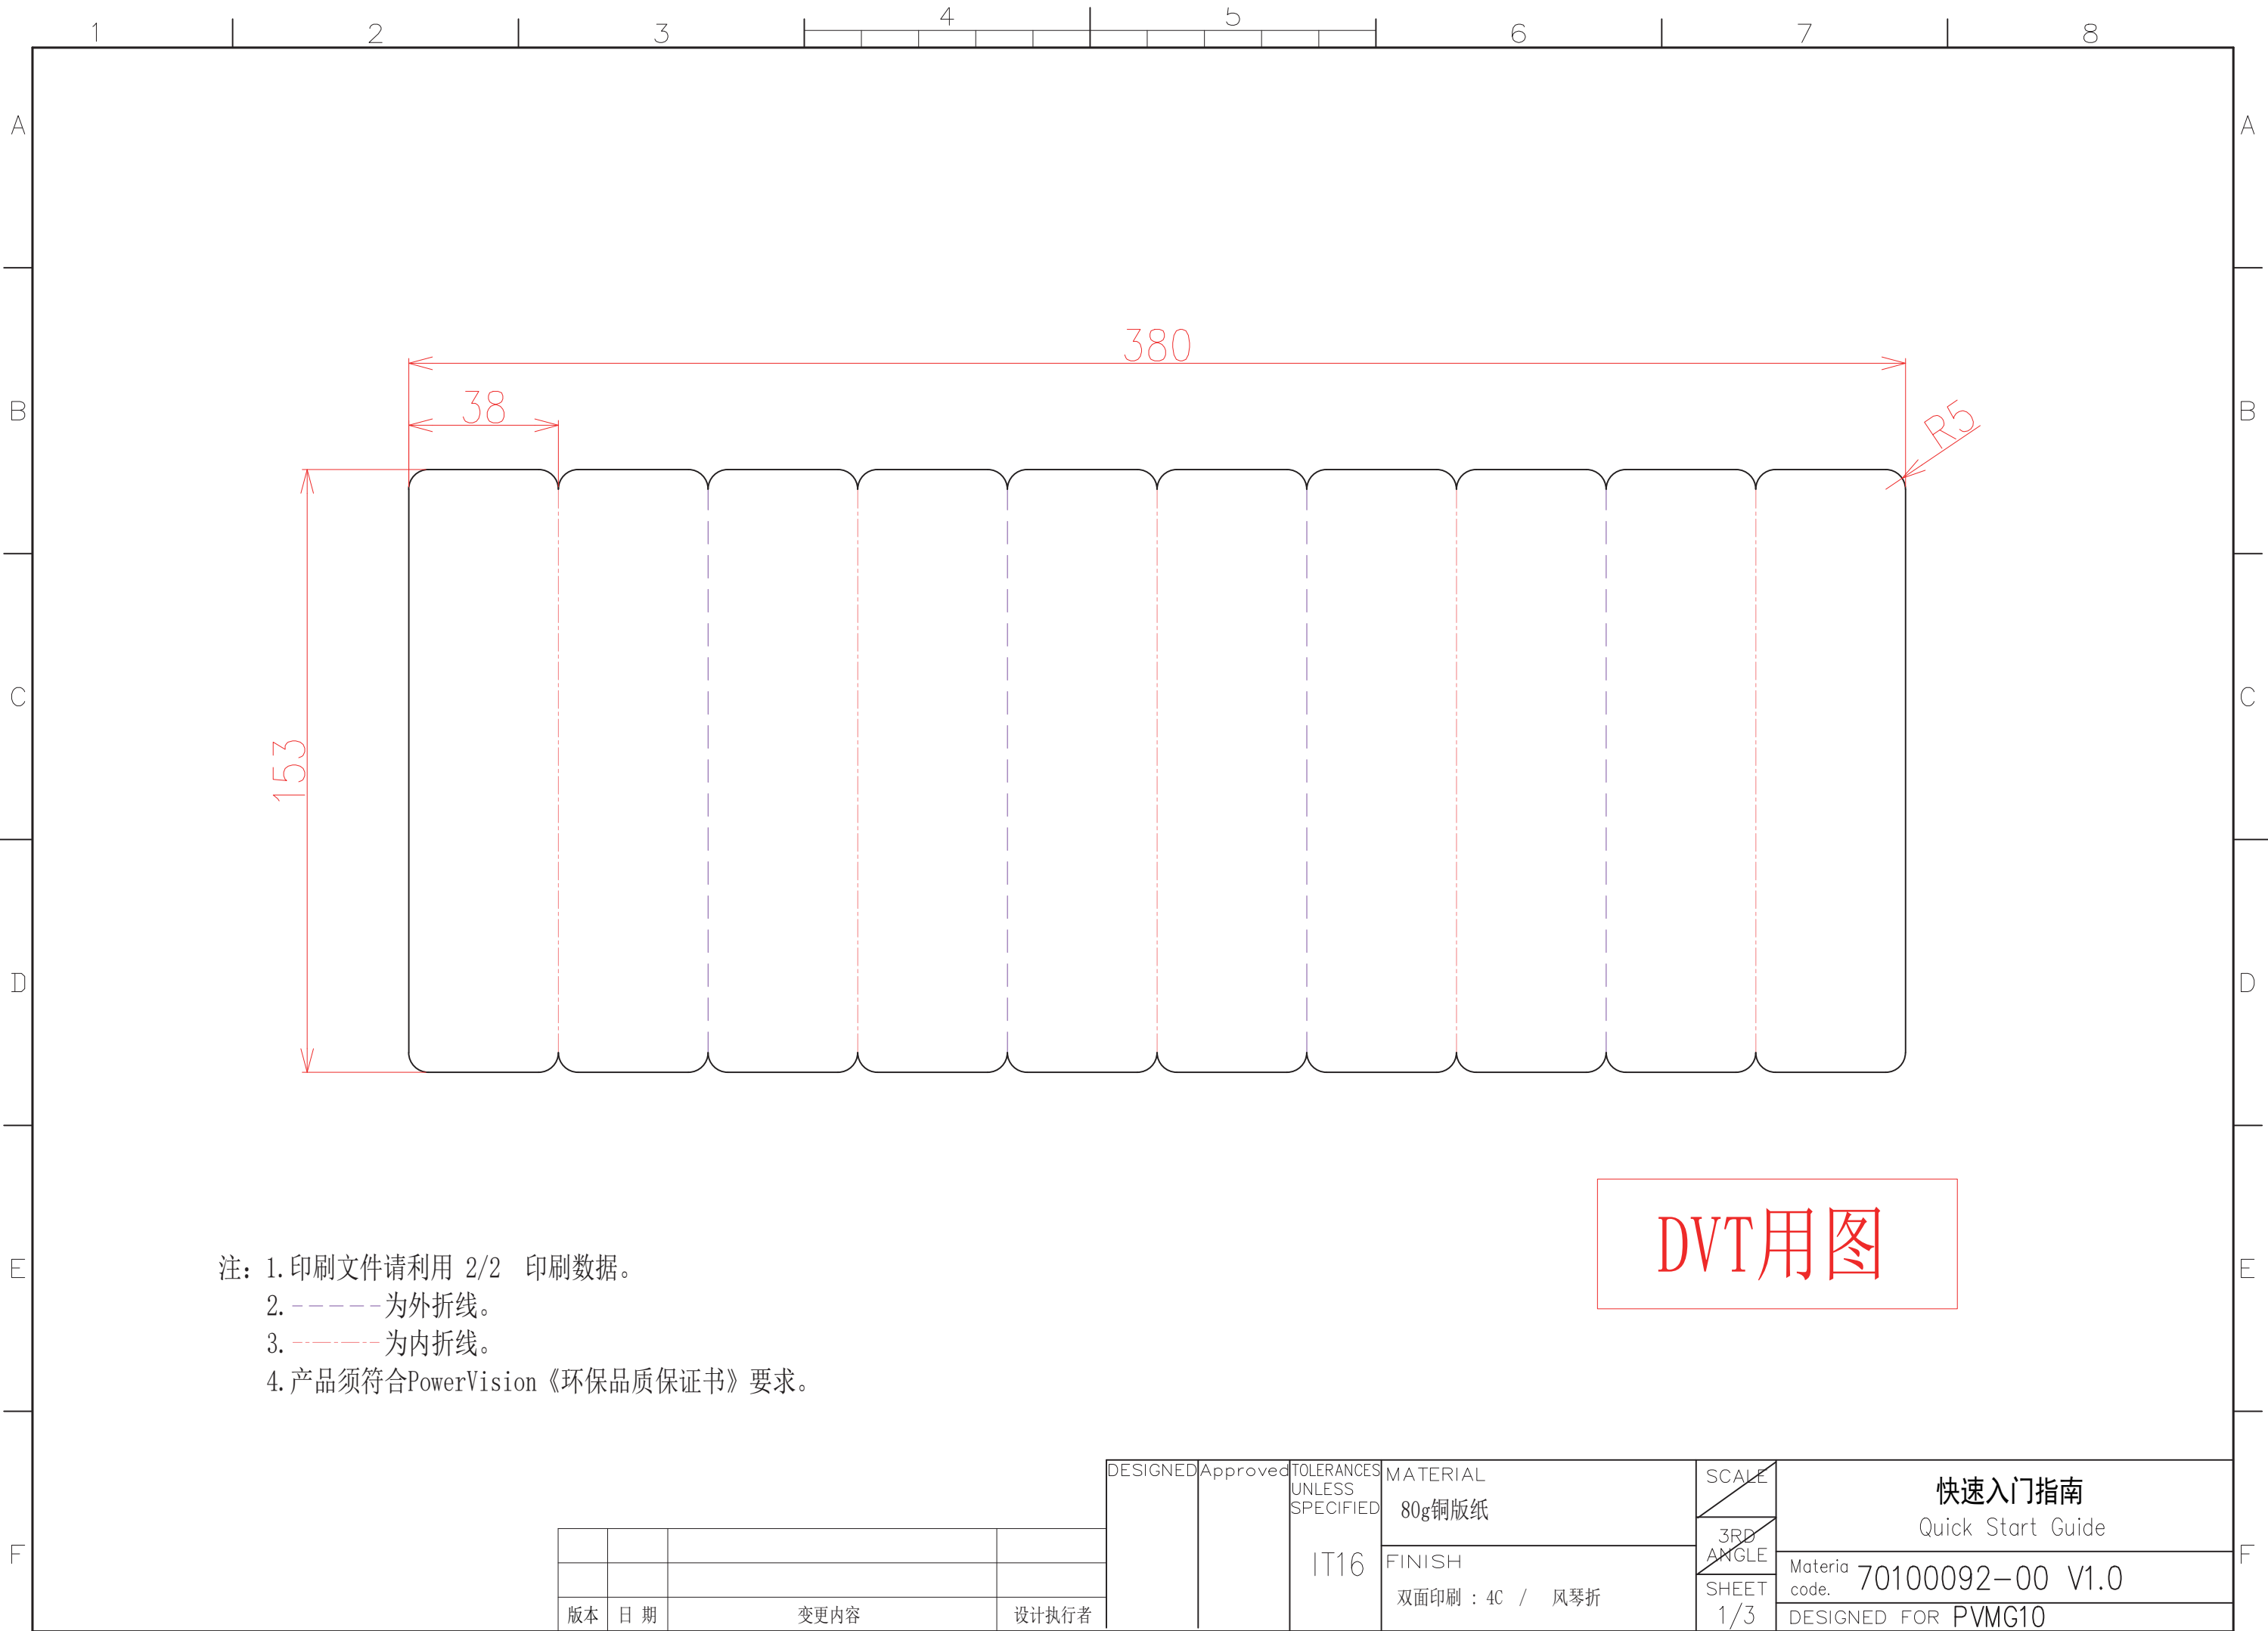 1 2 3 4 5 6 7 8
A A
380
38
B B
R5
C C
153
D D
DVT用图
E E
注: 1.印刷文件请利用 2/2 印刷数据。
2.-----为外折线。
3.-·-·-为内折线。
4.产品须符合PowerVision《环保品质保证书》要求。
F F
版本 日 期 变更内容 设计执行者
DESIGNED
Approved
TOLERANCES
UNLESS
SPECIFIED
IT16
MATERIAL
80g铜版纸
FINISH
双面印刷 : 4C / 风琴折
SCALE
3RD
ANGLE
SHEET
1/3
快速入门指南
Quick Start Guide
Materia
code. 70100092-00 V1.0
DESIGNED FOR PVMG10